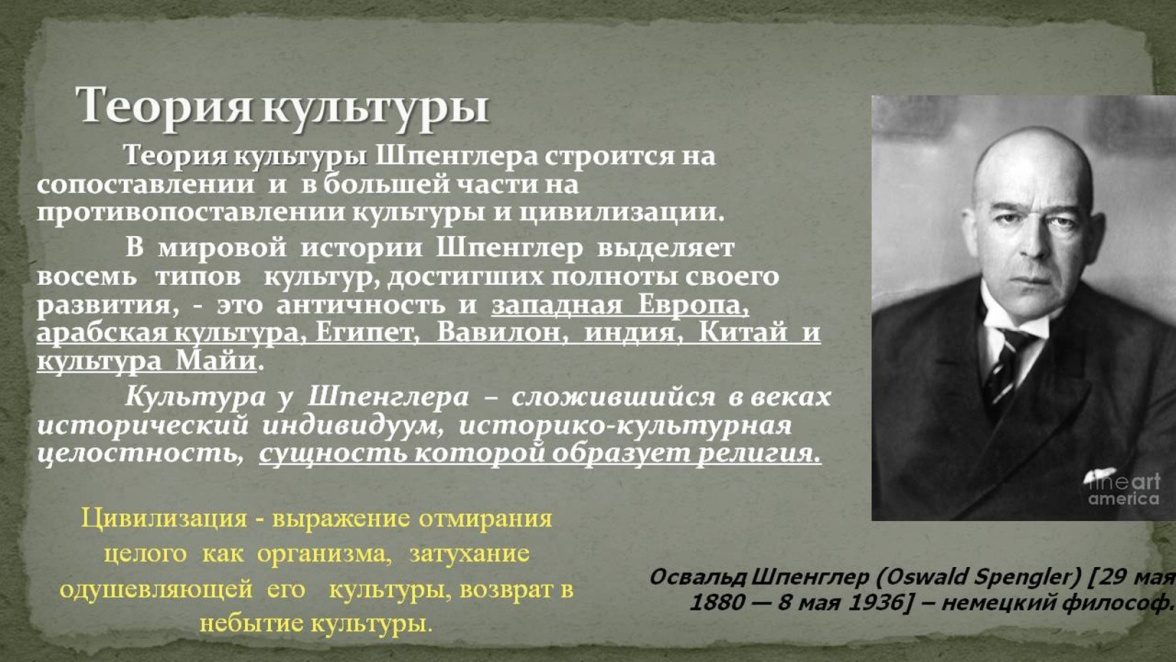 Теория культуры
Теория культуры Шпенглера строится на
сопоставлении и в большей части на
противопоставлении культуры и цивилизации.
В мировой истории Шпенглер выделяет
восемь типов культур, достигших полноты своего
развития, - это античность и западная Европа,
арабская культура, Египет, Вавилон, индия, Китай и
культура Майи.
Культура у Шпенглера – сложившийся в веках
исторический индивидуум, историко-культурная
целостность, сущность которой образует религия.
Цивилизация - выражение отмирания
целого как организма, затухание
одушевляющей его культуры, возврат в
небытие культуры.
fineart
america
Освальд Шпенглер (Oswald Spengler) [29 мая
1880 — 8 мая 1936] – немецкий философ.